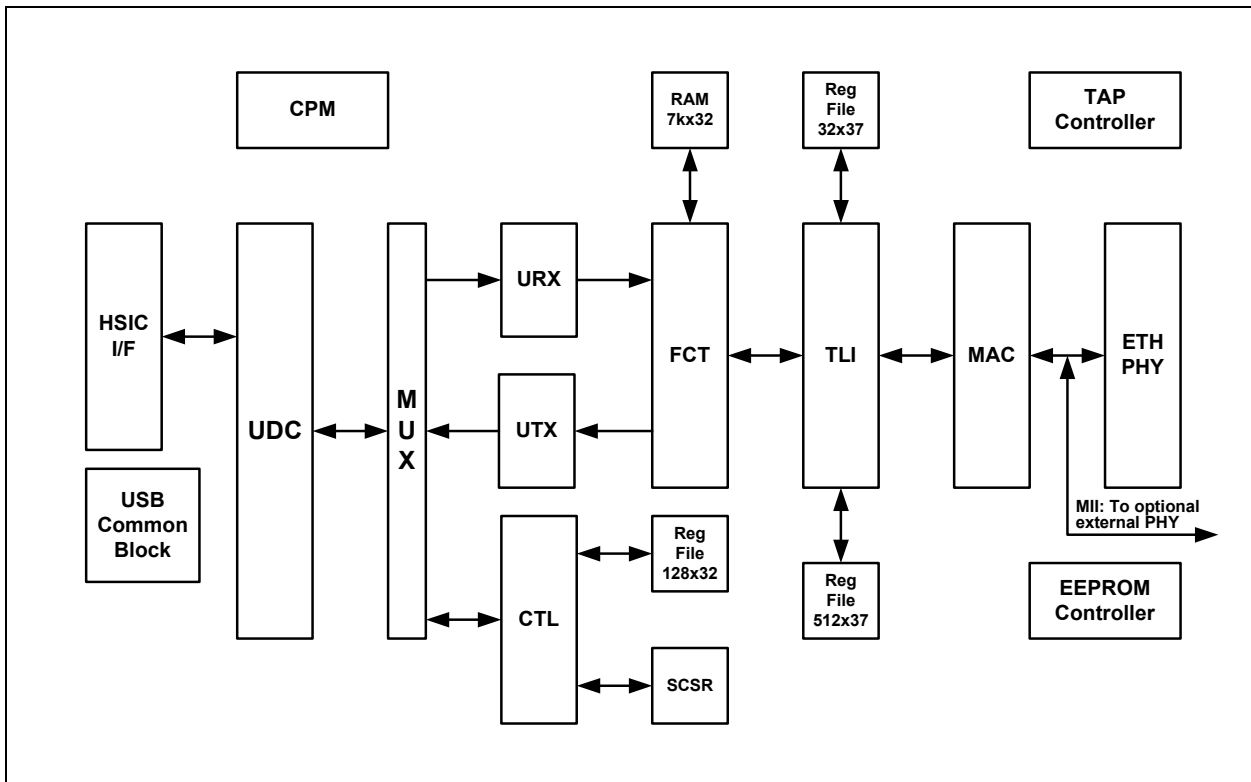 CPM
RAM
7kx32
Reg
File
32x37
TAP
Controller
HSIC
I/F
UDC
M
U
X
URX
UTX
FCT
TLI
MAC
ETH
PHY
MII: To optional
external PHY
USB
Common
Block
CTL
Reg
File
128x32
SCSR
Reg
File
512x37
EEPROM
Controller